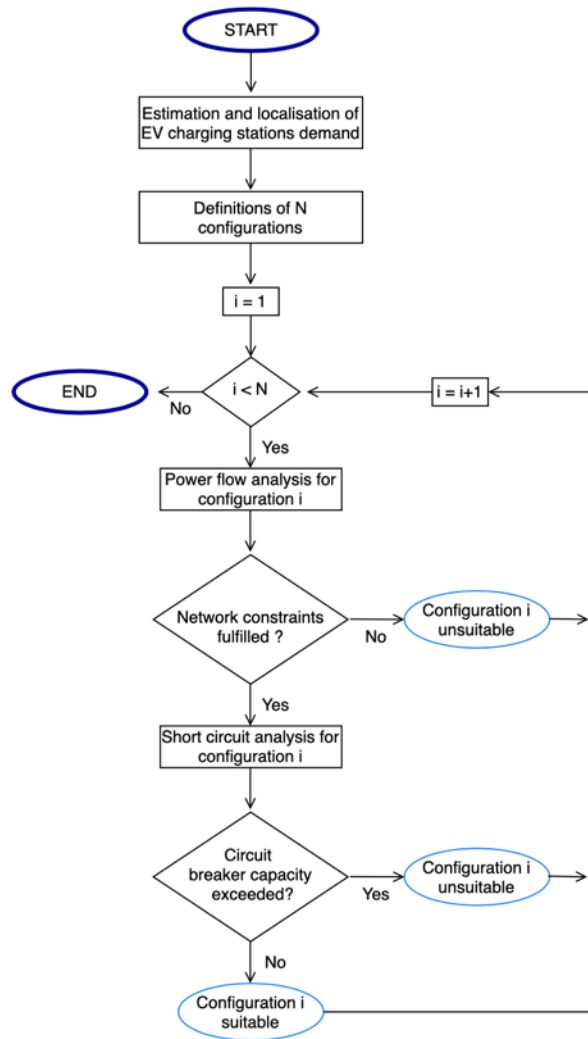 START
Estimation and localisation of
EV charging stations demand
Definitions of N
configurations
i = 1
END
i < N
i = i+1
No
Yes
Power flow analysis for
configuration i
Network constraints
fulfilled ?
No
Configuration i
unsuitable
Yes
Short circuit analysis for
configuration i
Circuit
breaker capacity
exceeded?
Yes
Configuration i
unsuitable
No
Configuration i
suitable